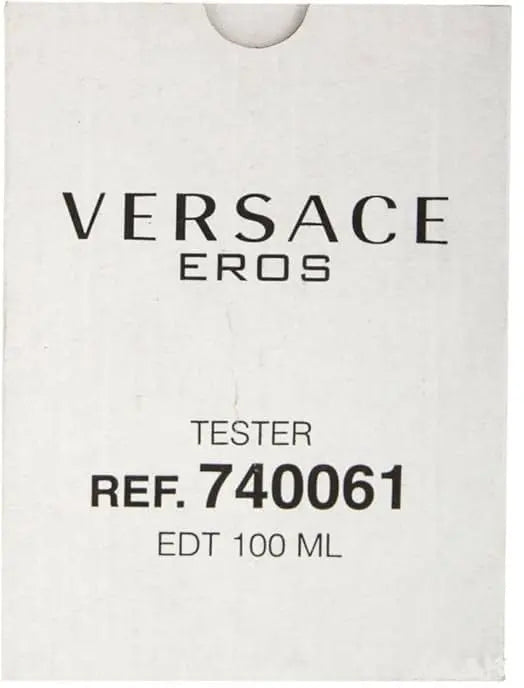 VERSACE
EROS
TESTER
REF. 740061
EDT 100 ML